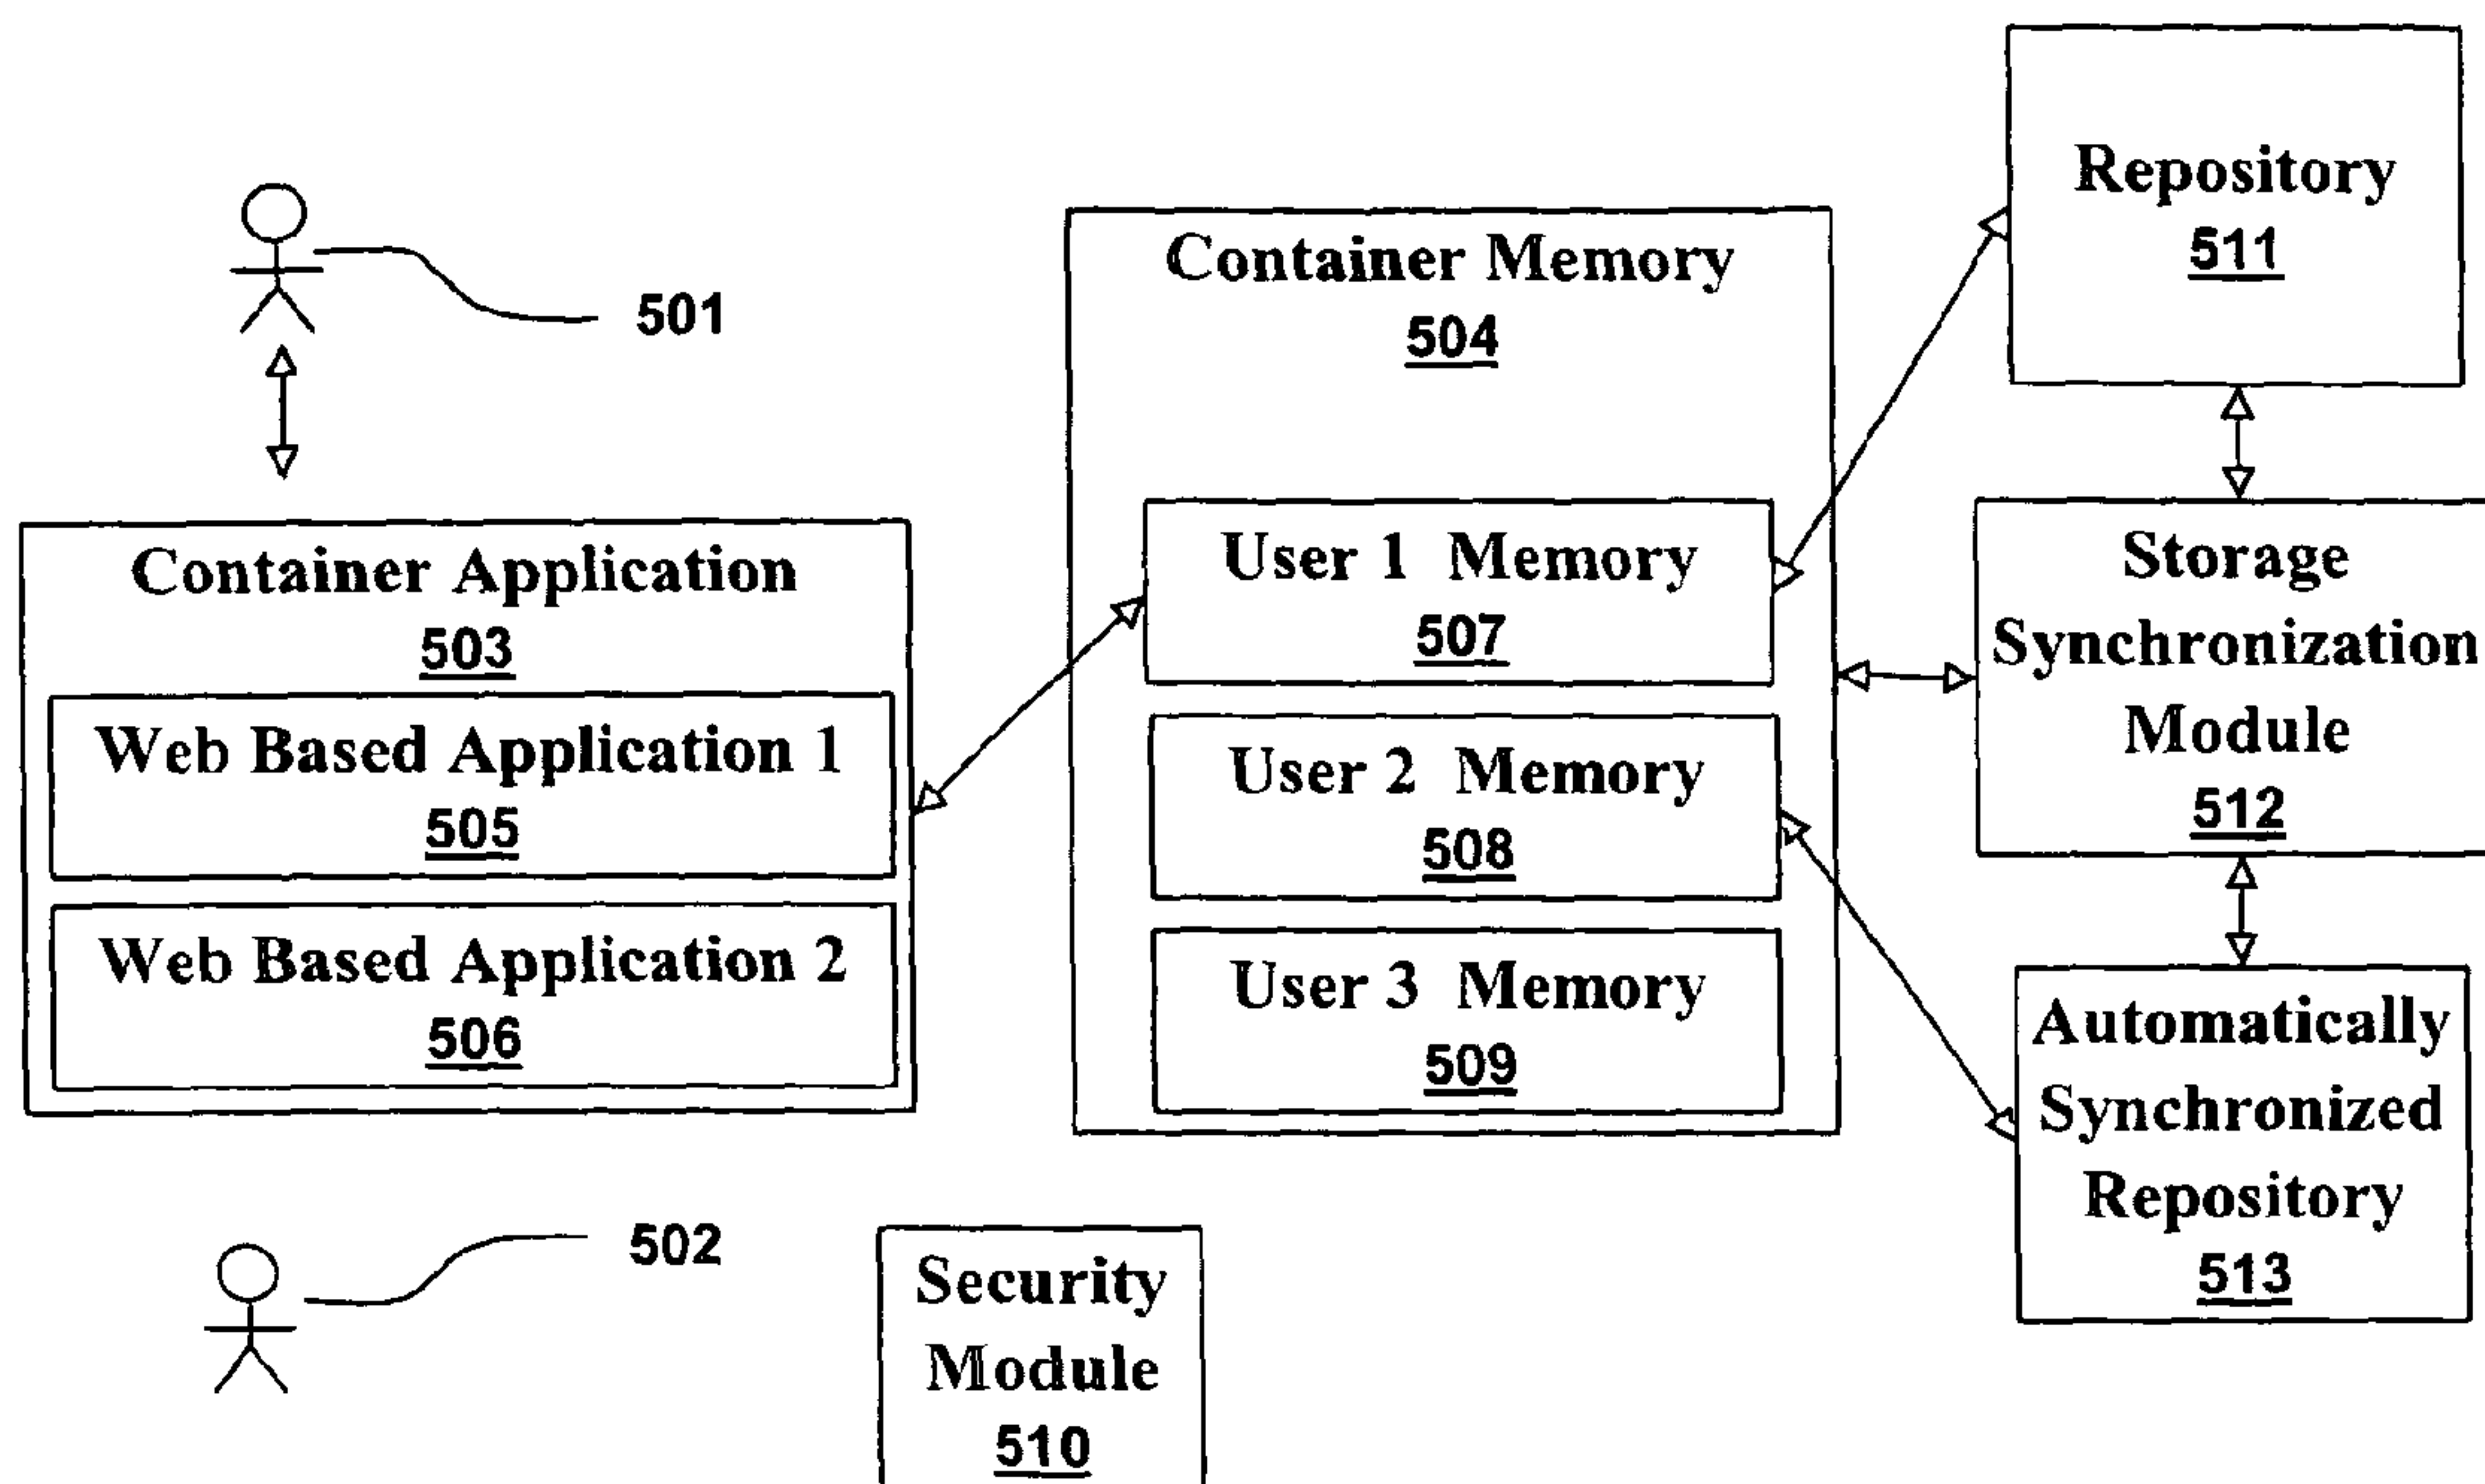 501
Container Application
503
Web Based Application 1
505
Web Based Application 2
506
502
Container Memory
504
User 1 Memory
507
User 2 Memory
508
User 3 Memory
509
Security
Module
510
Repository
511
Storage
Synchronization
Module
512
Automatically
Synchronized
Repository
513